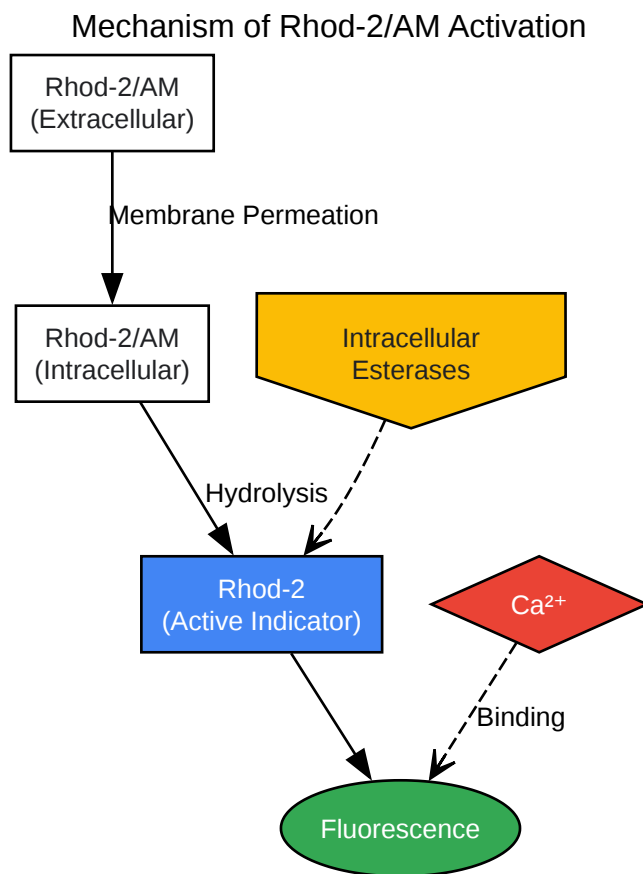 Mechanism of Rhod-2/AM Activation
Rhod-2/AM
(Extracellular)
Membrane Permeation
Rhod-2/AM
(Intracellular)
Intracellular
Esterases
Hydrolysis
Rhod-2
(Active Indicator)
Ca²⁺
Binding
Fluorescence